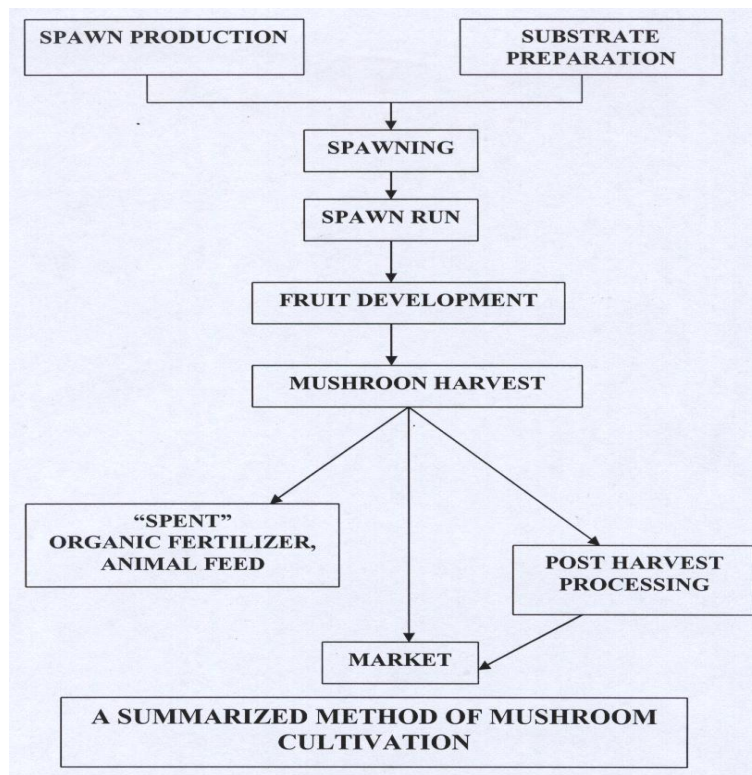 SPAWN PRODUCTION
SUBSTRATE
PREPARATION
SPAWNING
SPAWN RUN
FRUIT DEVELOPMENT
MUSHROON HARVEST
“SPENT”
ORGANIC FERTILIZER,
ANIMAL FEED
POST HARVEST
PROCESSING
MARKET
A SUMMARIZED METHOD OF MUSHROOM
CULTIVATION